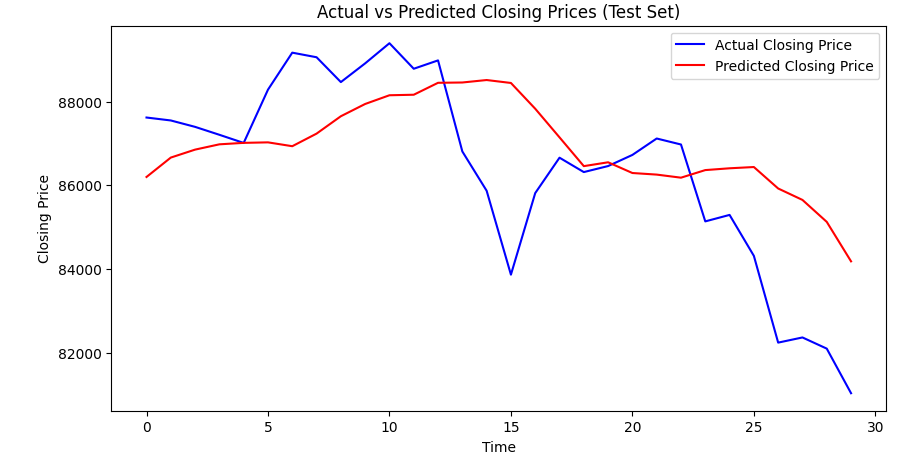 Actual vs Predicted Closing Prices (Test Set)
Actual Closing Price
Predicted Closing Price
Closing Price
88000
86000
84000
82000
0 5 10 15 20 25 30
Time